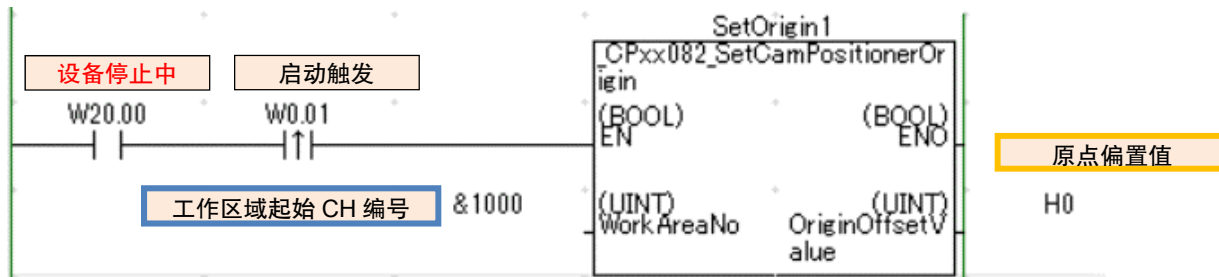 SetOrigin1
_CPxx082_SetCamPositionerOr
igin
设备停止中
启动触发
W20.00
W0.01
(BOOL)
EN
(BOOL)
ENO
原点偏置值
工作区域起始 CH 编号
&1000
(UINT)
WorkAreaNo
(UINT)
OriginOffsetV
alue
H0